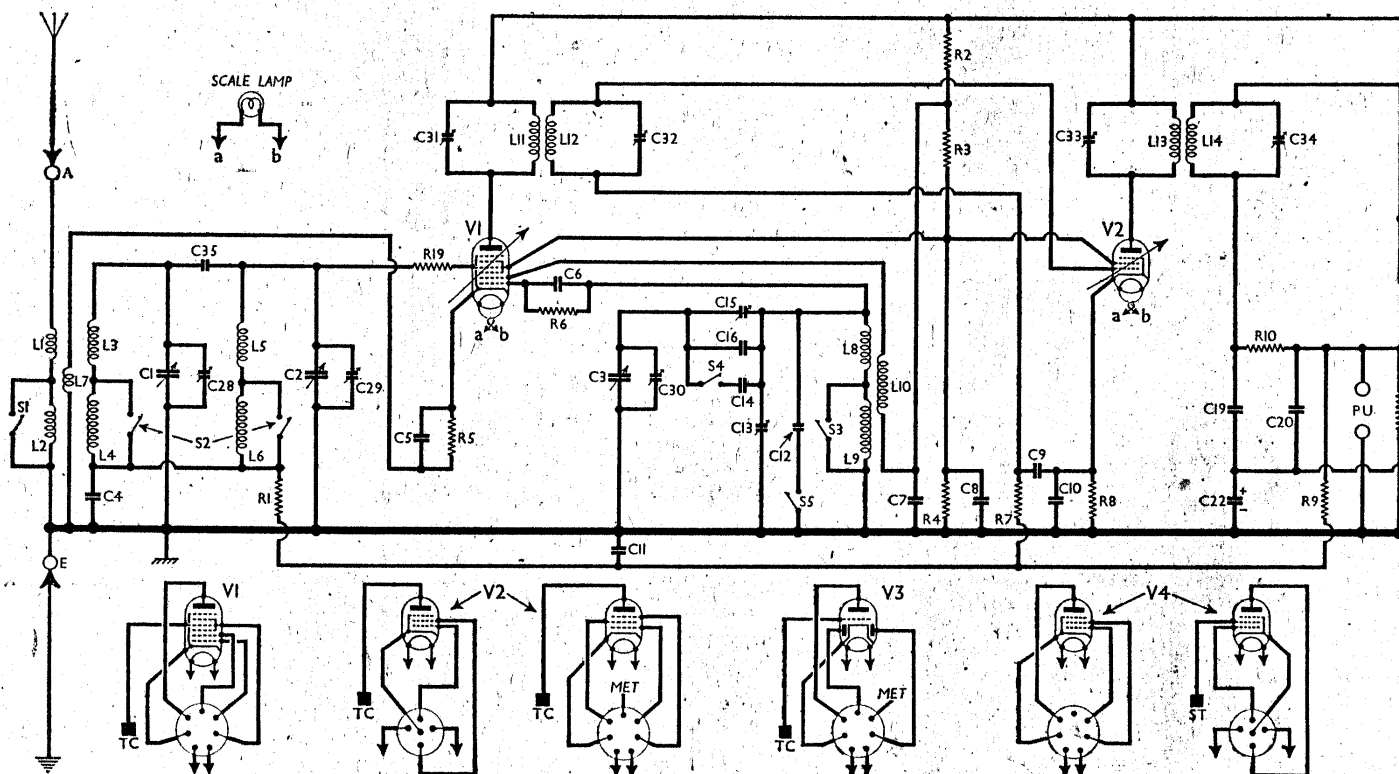 SCALE LAMP
a b
A
R2
C31
L11
L12
C32
R3
C33
L13
L14
C34
V1
V2
C35
R19
C6
R6
a b
a b
C15
C16
S4
C14
C13
L1
L7
L3
C1
C28
L5
C2
C29
C5
R5
C3
C30
L8
L10
S3
L9
C12
S5
R10
C19
C20
PU
S1
L2
L4
S2
L6
C4
R1
C7
R4
C8
R7
C9
C10
R8
C22
+
-
R9
E
C11
V1
V2
V3
V4
TC
TC
TC
MET
TC
MET
ST